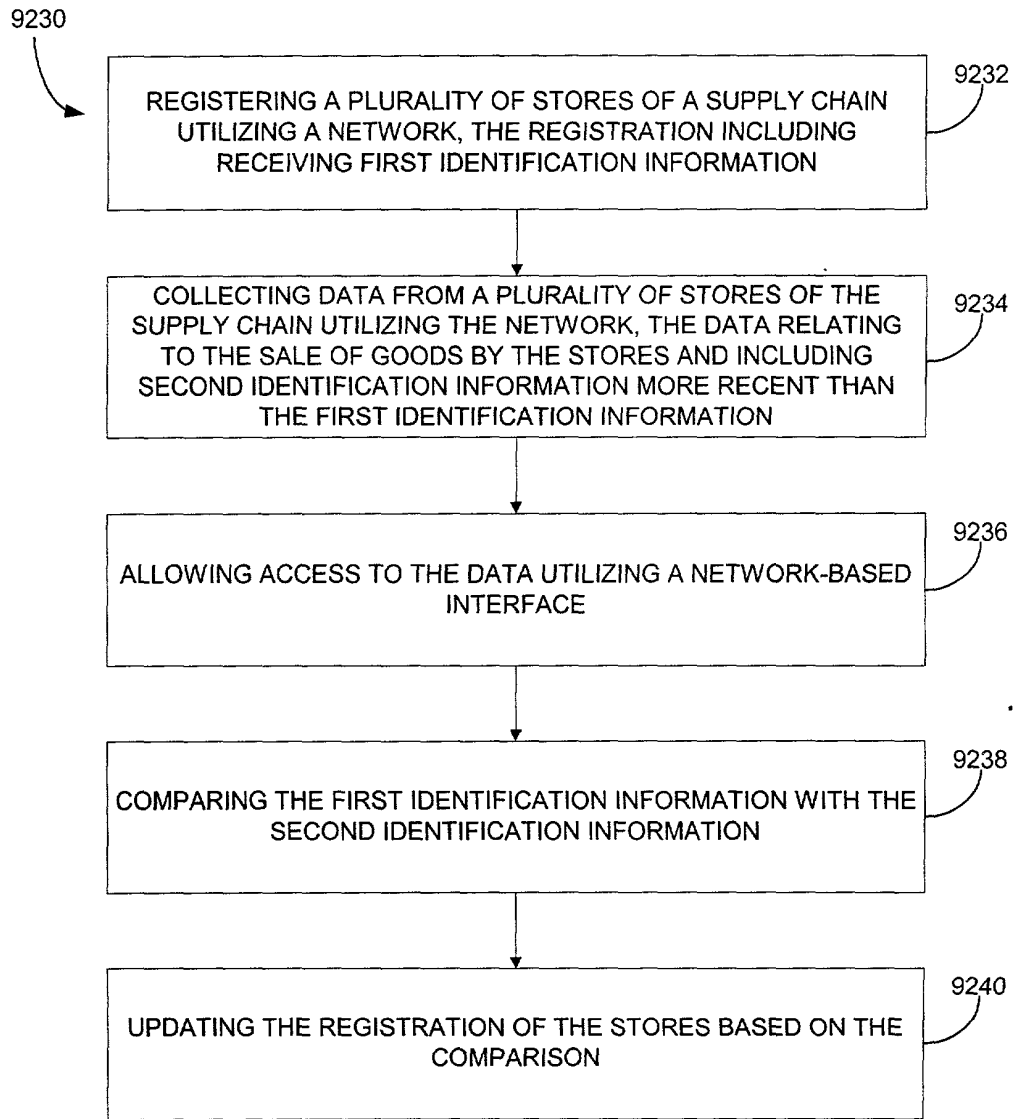 9230
9232
REGISTERING A PLURALITY OF STORES OF A SUPPLY CHAIN
UTILIZING A NETWORK, THE REGISTRATION INCLUDING
RECEIVING FIRST IDENTIFICATION INFORMATION
9234
COLLECTING DATA FROM A PLURALITY OF STORES OF THE
SUPPLY CHAIN UTILIZING THE NETWORK, THE DATA RELATING
TO THE SALE OF GOODS BY THE STORES AND INCLUDING
SECOND IDENTIFICATION INFORMATION MORE RECENT THAN
THE FIRST IDENTIFICATION INFORMATION
9236
ALLOWING ACCESS TO THE DATA UTILIZING A NETWORK-BASED
INTERFACE
9238
COMPARING THE FIRST IDENTIFICATION INFORMATION WITH THE
SECOND IDENTIFICATION INFORMATION
9240
UPDATING THE REGISTRATION OF THE STORES BASED ON THE
COMPARISON